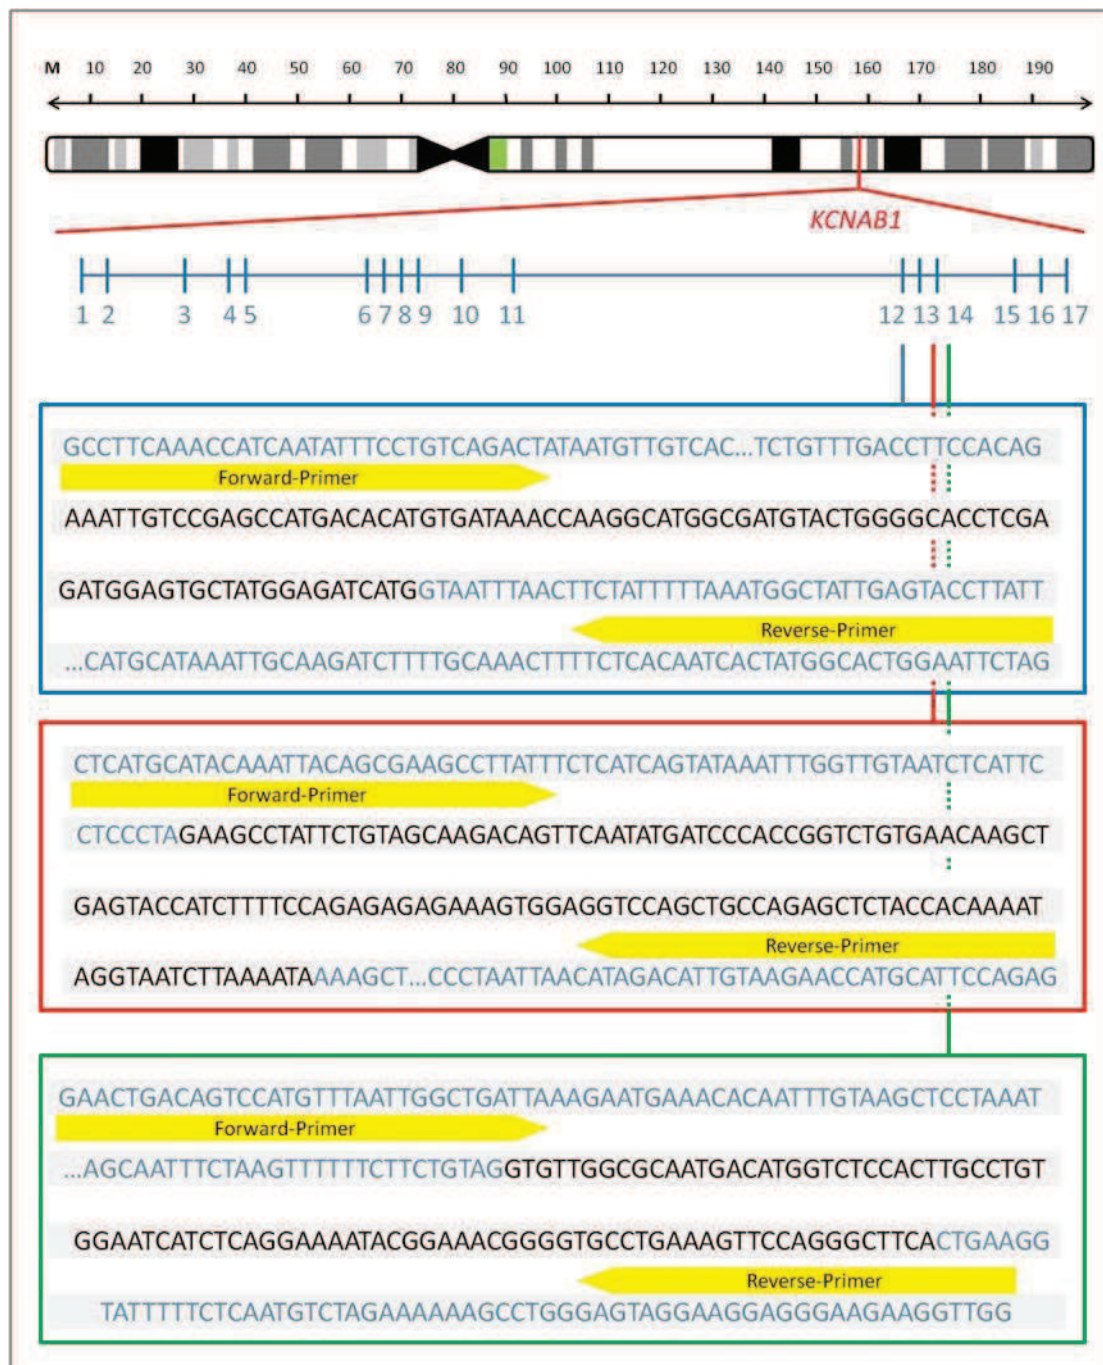 M 10 20 30 40 50 60 70 80 90 100 110 120 130 140 150 160 170 180 190
KCNAB1
1 2 3 4 5 6 7 8 9 10 11 12 13 14 15 16 17
GCCTTCAAACCATCAATATTTCCTGTCAGACTATAATGTTGTCAC...TCTGTTTGACCTTCCACAG
Forward-Primer
AAATTGTCCGAGCCATGACACATGTGATAAACCAAGGCATGGCGATGTACTGGGGCACCTCGA
GATGGAGTGCTATGGAGATCATGGTAATTTAACTTCTATTTTTAAATGGCTATTGAGTACCTTATT
Reverse-Primer
...CATGCATAAATTGCAAGATCTTTTGCAAACTTTTCTCACAATCACTATGGCACTGGAATTCTAG
CTCATGCATACAAATTACAGCGAAGCCTTATTTCTCATCAGTATAAATTTGGTTGTAATCTCATTC
Forward-Primer
CTCCCTAGAAGCCTATTCTGTAGCAAGACAGTTCAATATGATCCCACCGGTCTGTGAACAAGCT
GAGTACCATCTTTTCCAGAGAGAGAAAGTGGAGGTCCAGCTGCCAGAGCTCTACCACAAAAT
Reverse-Primer
AGGTAATCTTAAAATAAAAGCT...CCCTAATTAACATAGACATTGTAAGAACCATGCATTCCAGAG
GAACTGACAGTCCATGTTTAATTGGCTGATTAAAGAATGAAACACAATTTGTAAGCTCCTAAAT
Forward-Primer
...AGCAATTTCTAAGTTTTTTCTTCTGTAGGTGTTGGCGCAATGACATGGTCTCCACTTGCCTGT
GGAATCATCTCAGGAAAATACGGAAACGGGGTGCCTGAAAGTTCCAGGGCTTCACTGAAGG
Reverse-Primer
TATTTTTCTCAATGTCTAGAAAAAAGCCTGGGAGTAGGAAGGAGGGAAGAAGGTTGG